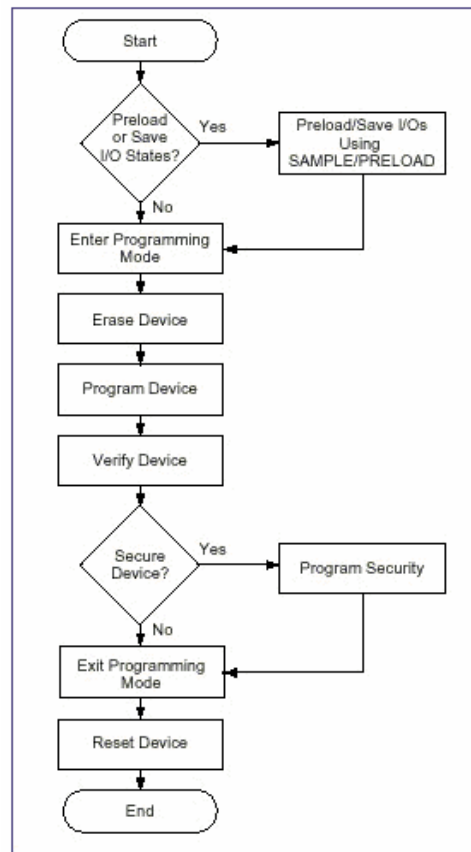 Start
Preload
or Save
I/O States?
Yes
Preload/Save I/Os
Using
SAMPLE/PRELOAD
No
Enter Programming
Mode
Erase Device
Program Device
Verify Device
Secure
Device?
Yes
Program Security
No
Exit Programming
Mode
Reset Device
End